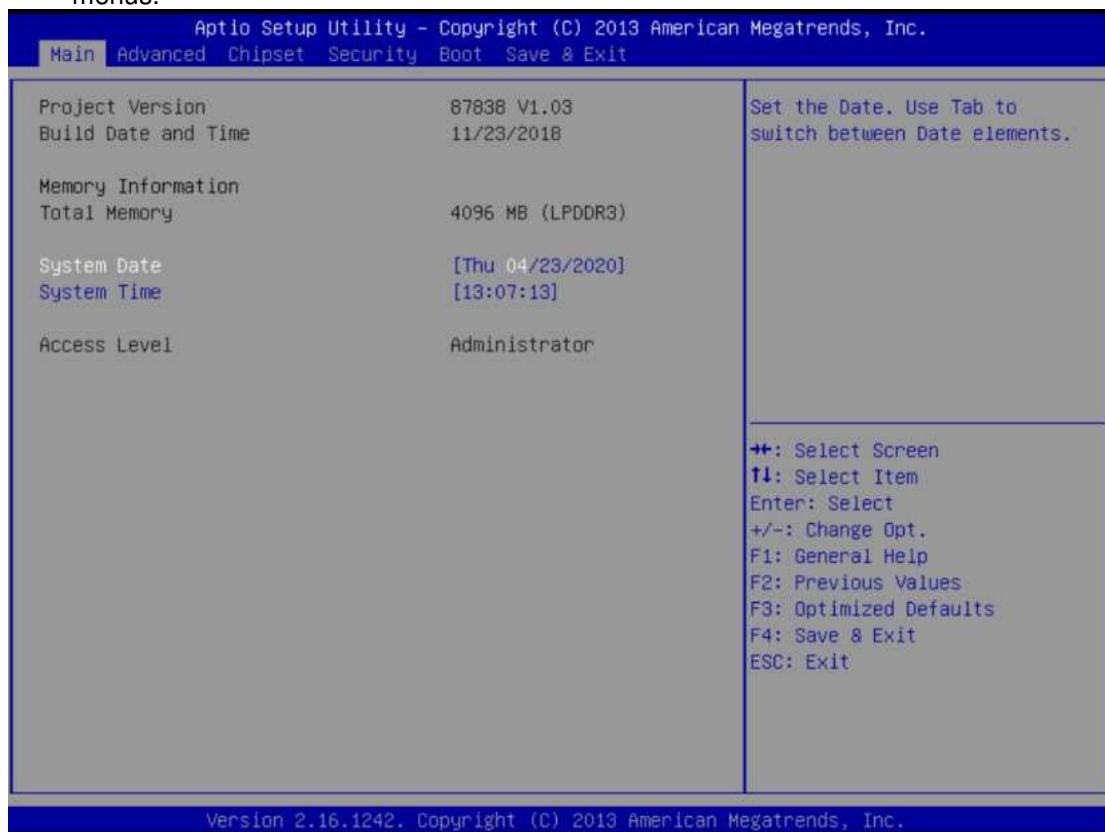 menus.
Aptio Setup Utility – Copyright (C) 2013 American Megatrends, Inc.
Main Advanced Chipset Security Boot Save & Exit
Project Version 87838 V1.03
Build Date and Time 11/23/2018
Memory Information
Total Memory 4096 MB (LPDDR3)
System Date [Thu 04/23/2020]
System Time [13:07:13]
Access Level Administrator
Set the Date. Use Tab to
switch between Date elements.
→←: Select Screen
↑↓: Select Item
Enter: Select
+/-: Change Opt.
F1: General Help
F2: Previous Values
F3: Optimized Defaults
F4: Save & Exit
ESC: Exit
Version 2.16.1242. Copyright (C) 2013 American Megatrends, Inc.